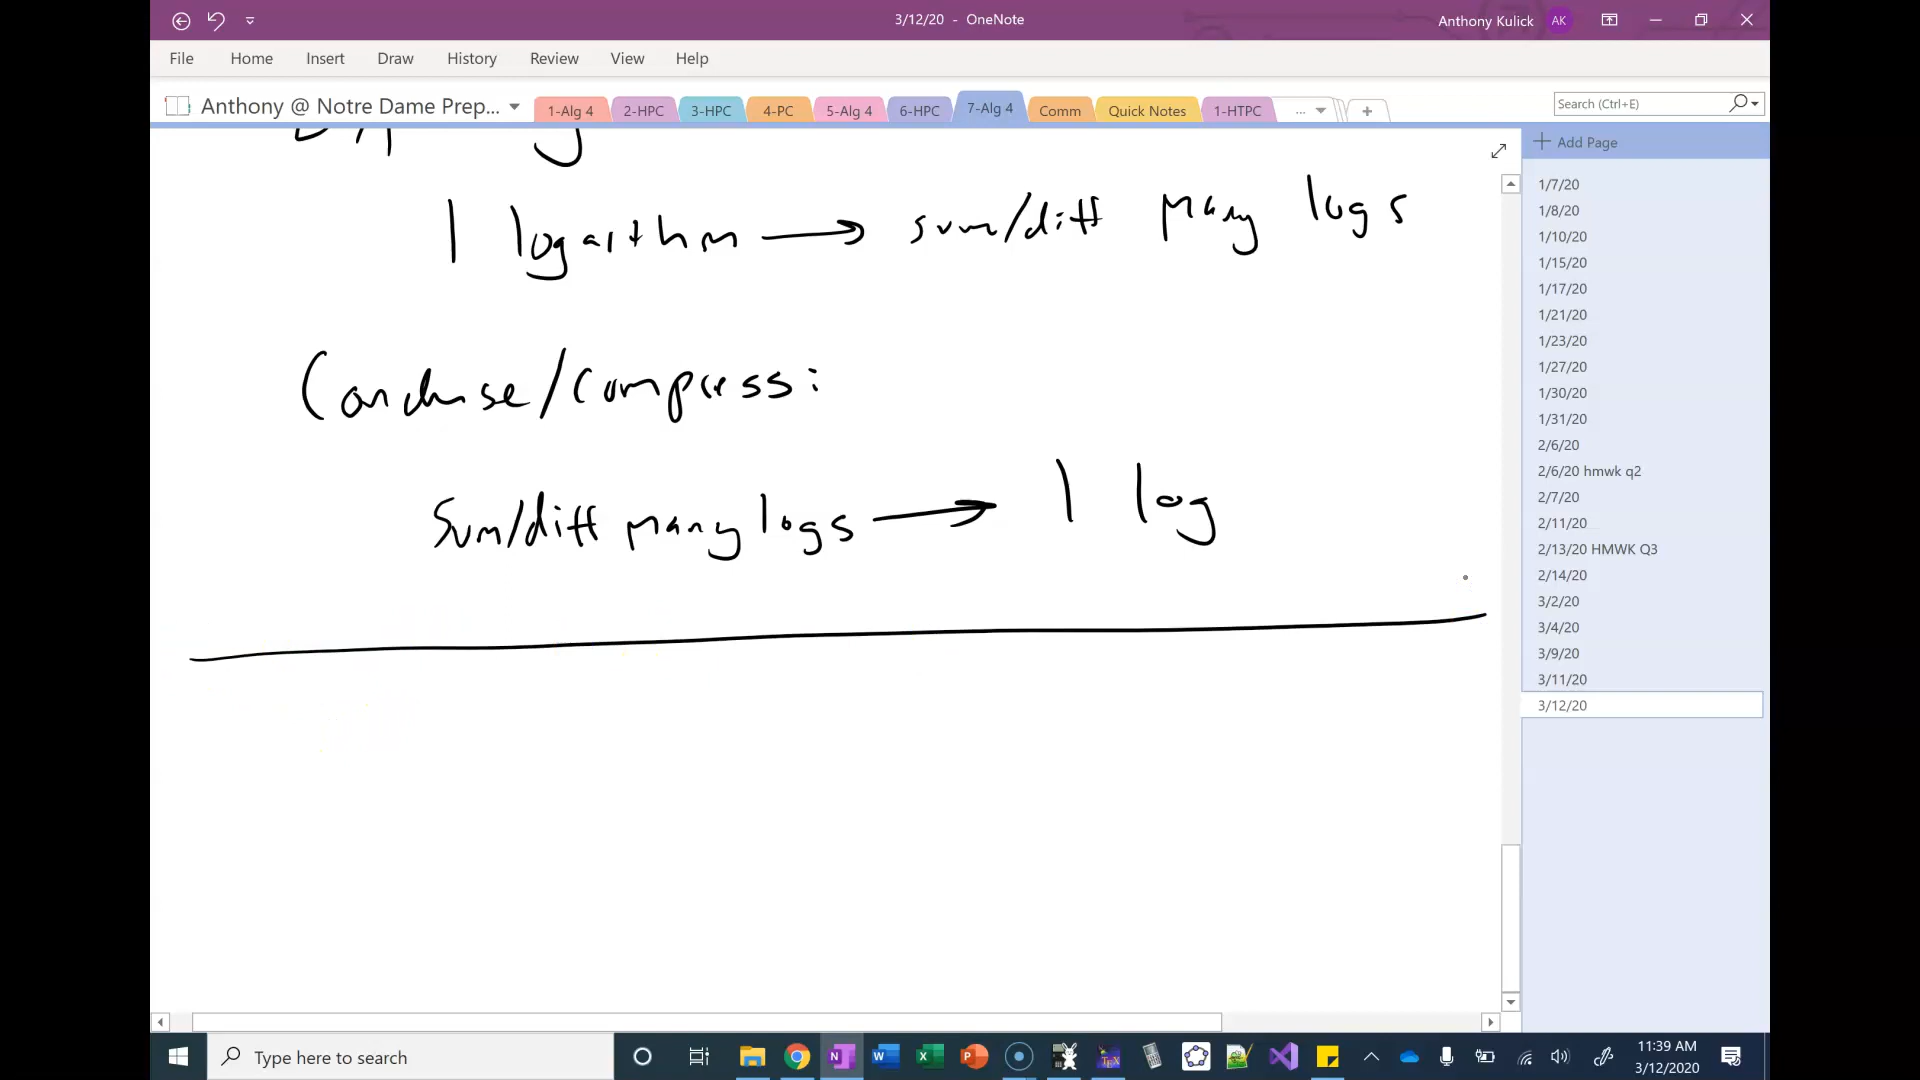 3/12/20 - OneNote
Anthony Kulick AK
File Home Insert Draw History Review View Help
Anthony @ Notre Dame Prep... 1-Alg 4 2-HPC 3-HPC 4-PC 5-Alg 4 6-HPC 7-Alg 4 Comm Quick Notes 1-HTPC ... +
Search (Ctrl+E)
1 logarithm → sum/diff many logs
Condense/compress:
Sum/diff many logs → 1 log
Add Page
1/7/20
1/8/20
1/10/20
1/15/20
1/17/20
1/21/20
1/23/20
1/27/20
1/30/20
1/31/20
2/6/20
2/6/20 hmwk q2
2/7/20
2/11/20
2/13/20 HMWK Q3
2/14/20
3/2/20
3/4/20
3/9/20
3/11/20
3/12/20
Type here to search
11:39 AM
3/12/2020